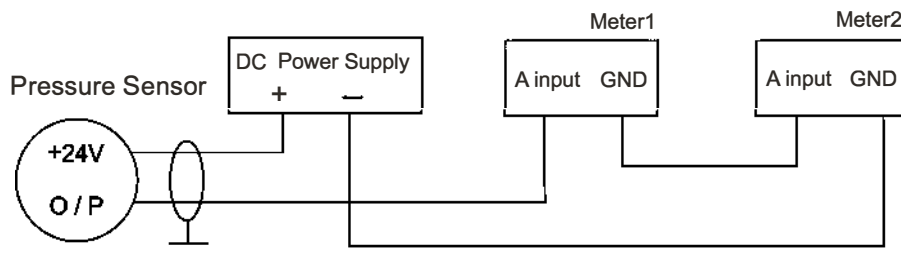 Meter1
Meter2
DC Power Supply
+ −
A input GND
A input GND
Pressure Sensor
+24V
O / P